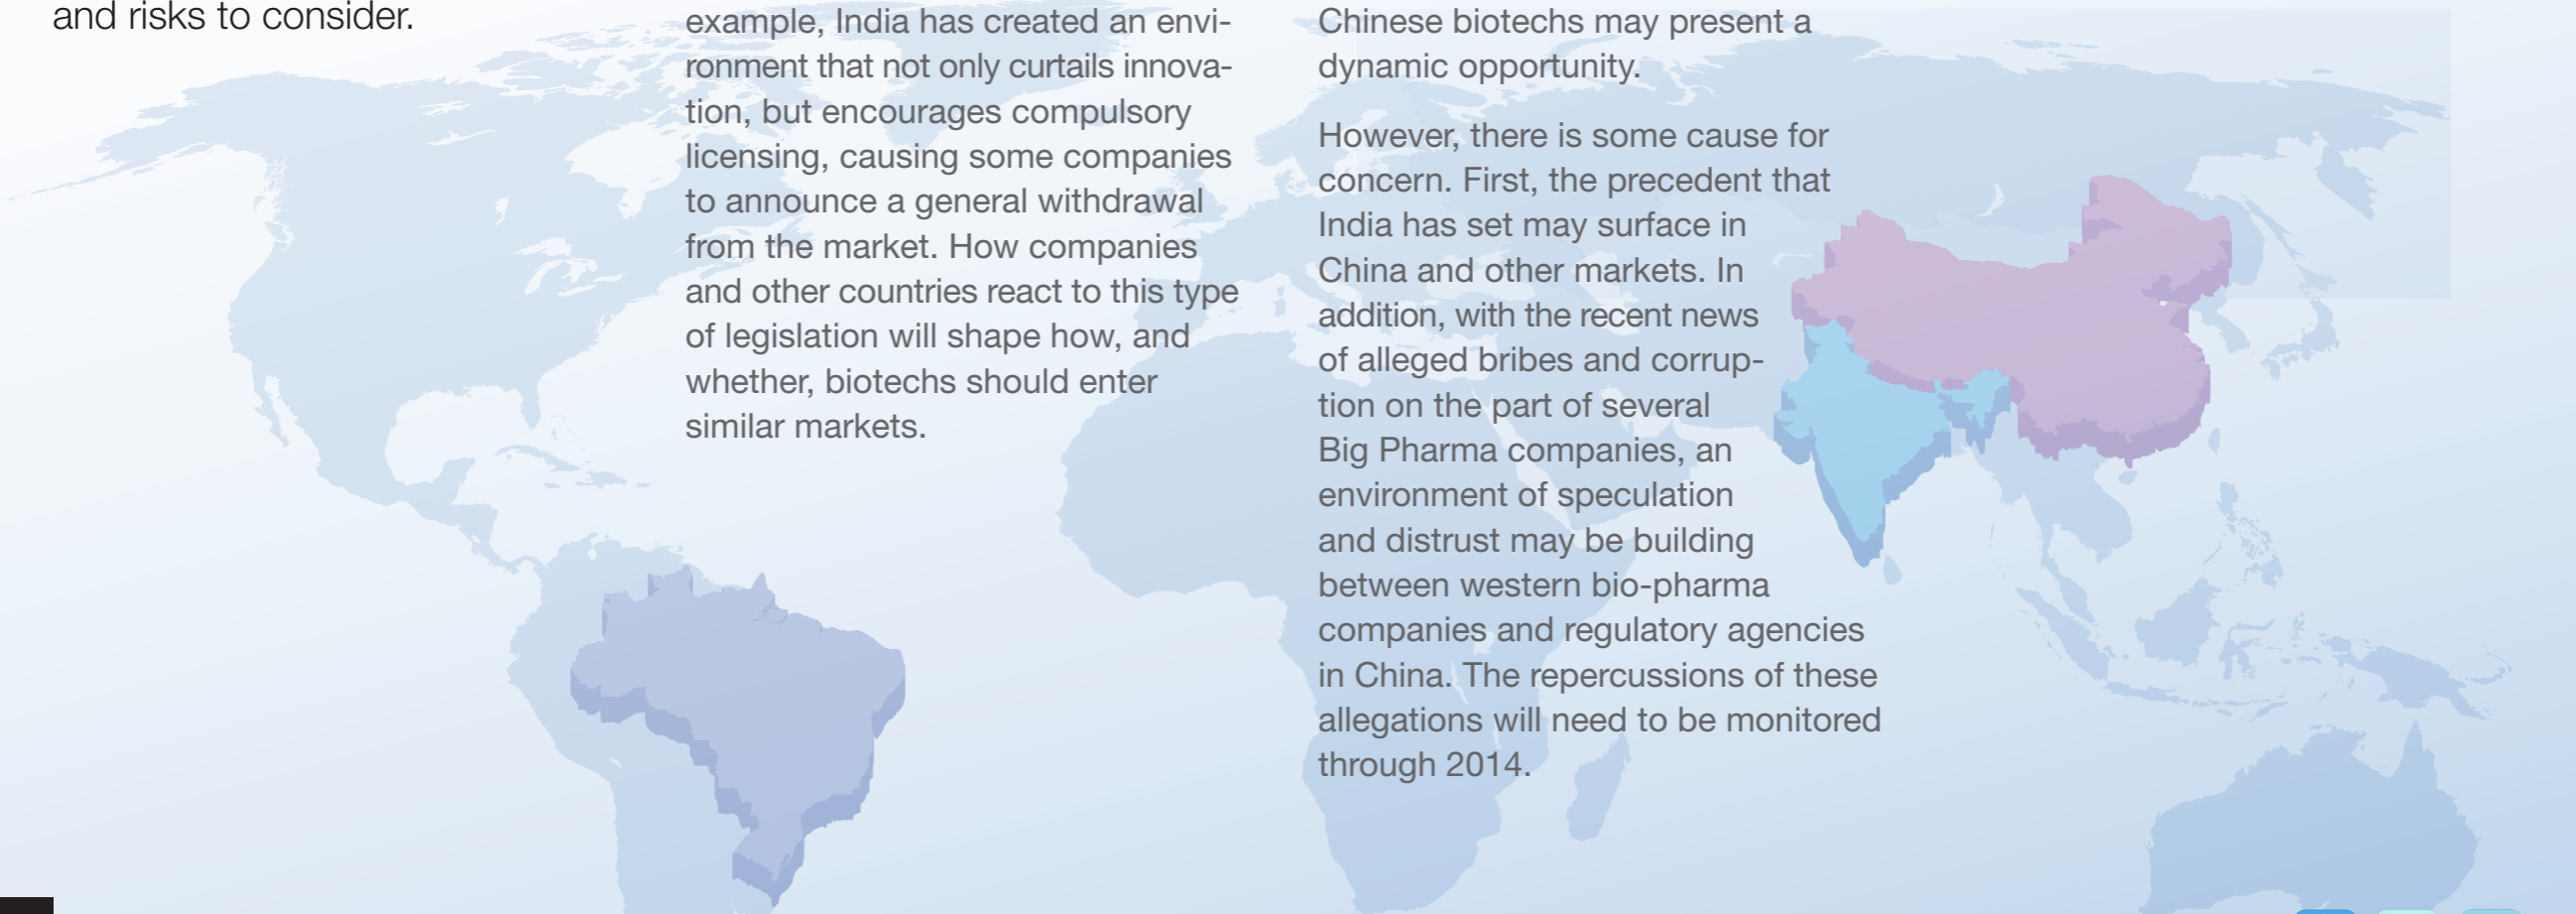 and risks to consider.
example, India has created an envi-
ronment that not only curtails innova-
tion, but encourages compulsory
licensing, causing some companies
to announce a general withdrawal
from the market. How companies
and other countries react to this type
of legislation will shape how, and
whether, biotechs should enter
similar markets.
Chinese biotechs may present a
dynamic opportunity.
However, there is some cause for
concern. First, the precedent that
India has set may surface in
China and other markets. In
addition, with the recent news
of alleged bribes and corrup-
tion on the part of several
Big Pharma companies, an
environment of speculation
and distrust may be building
between western bio-pharma
companies and regulatory agencies
in China. The repercussions of these
allegations will need to be monitored
through 2014.